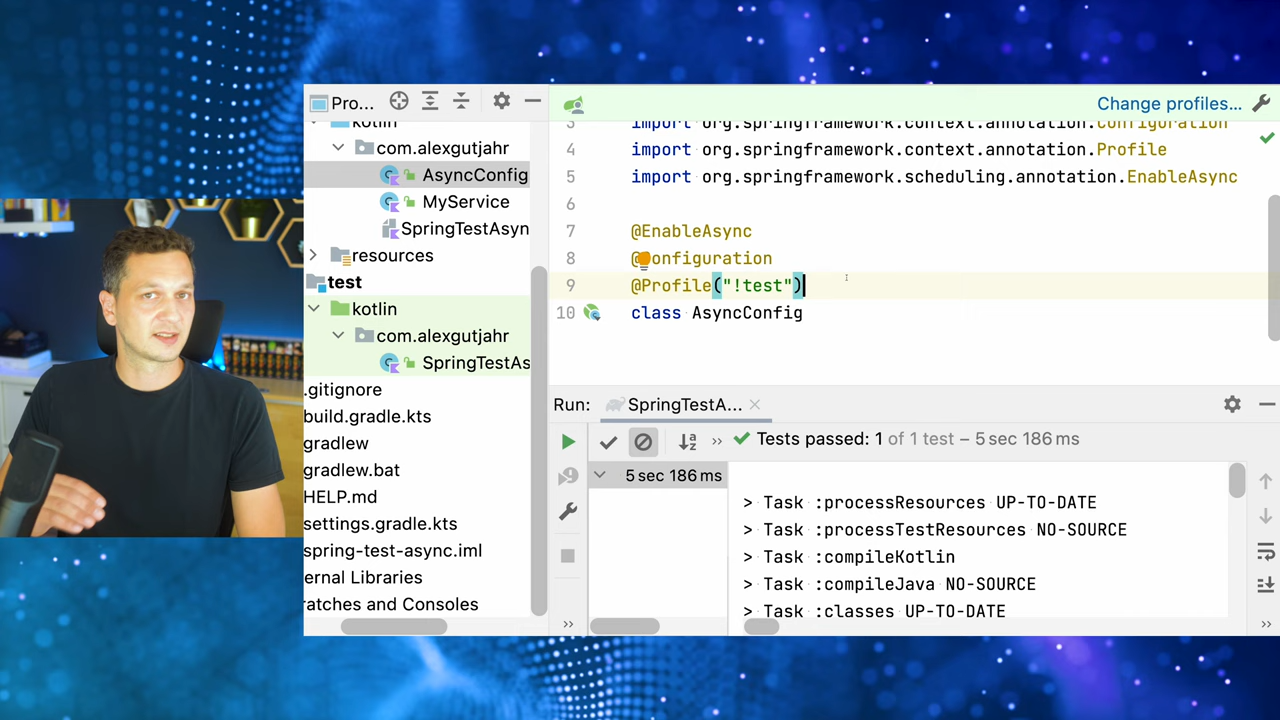 Pro...
kotlin
com.alexgutjahr
AsyncConfig
MyService
SpringTestAsyn
resources
test
kotlin
com.alexgutjahr
SpringTestAs
.gitignore
build.gradle.kts
gradlew
gradlew.bat
HELP.md
settings.gradle.kts
spring-test-async.iml
ernal Libraries
ratches and Consoles
Change profiles...
3 import org.springframework.context.annotation.Configuration
4 import org.springframework.context.annotation.Profile
5 import org.springframework.scheduling.annotation.EnableAsync
6
7 @EnableAsync
8 @Configuration
9 @Profile("!test")
10 class AsyncConfig
Run: SpringTestA...
Tests passed: 1 of 1 test – 5 sec 186 ms
5 sec 186 ms
> Task :processResources UP-TO-DATE
> Task :processTestResources NO-SOURCE
> Task :compileKotlin
> Task :compileJava NO-SOURCE
> Task :classes UP-TO-DATE